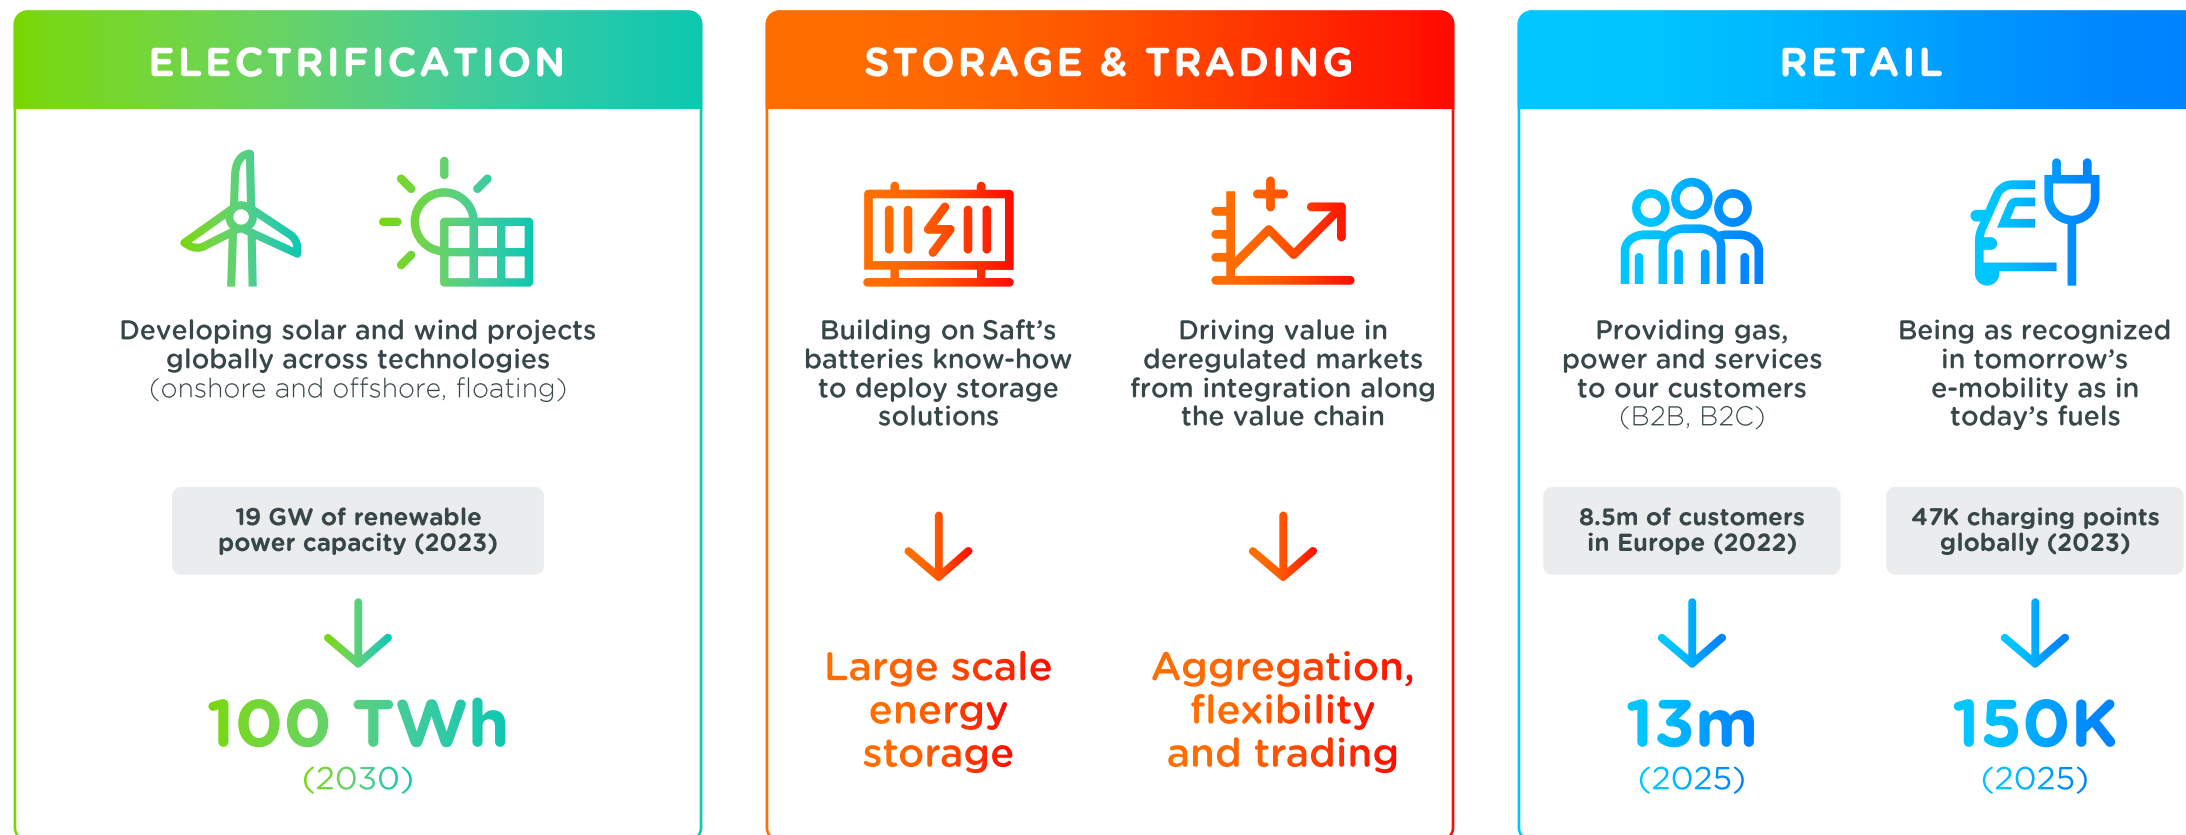 ELECTRIFICATION
Developing solar and wind projects
globally across technologies
(onshore and offshore, floating)
19 GW of renewable
power capacity (2023)
100 TWh
(2030)
STORAGE & TRADING
Building on Saft’s
batteries know-how
to deploy storage
solutions
Large scale
energy
storage
Driving value in
deregulated markets
from integration along
the value chain
Aggregation,
flexibility
and trading
RETAIL
Providing gas,
power and services
to our customers
(B2B, B2C)
8.5m of customers
in Europe (2022)
13m
(2025)
Being as recognized
in tomorrow’s
e-mobility as in
today’s fuels
47K charging points
globally (2023)
150K
(2025)